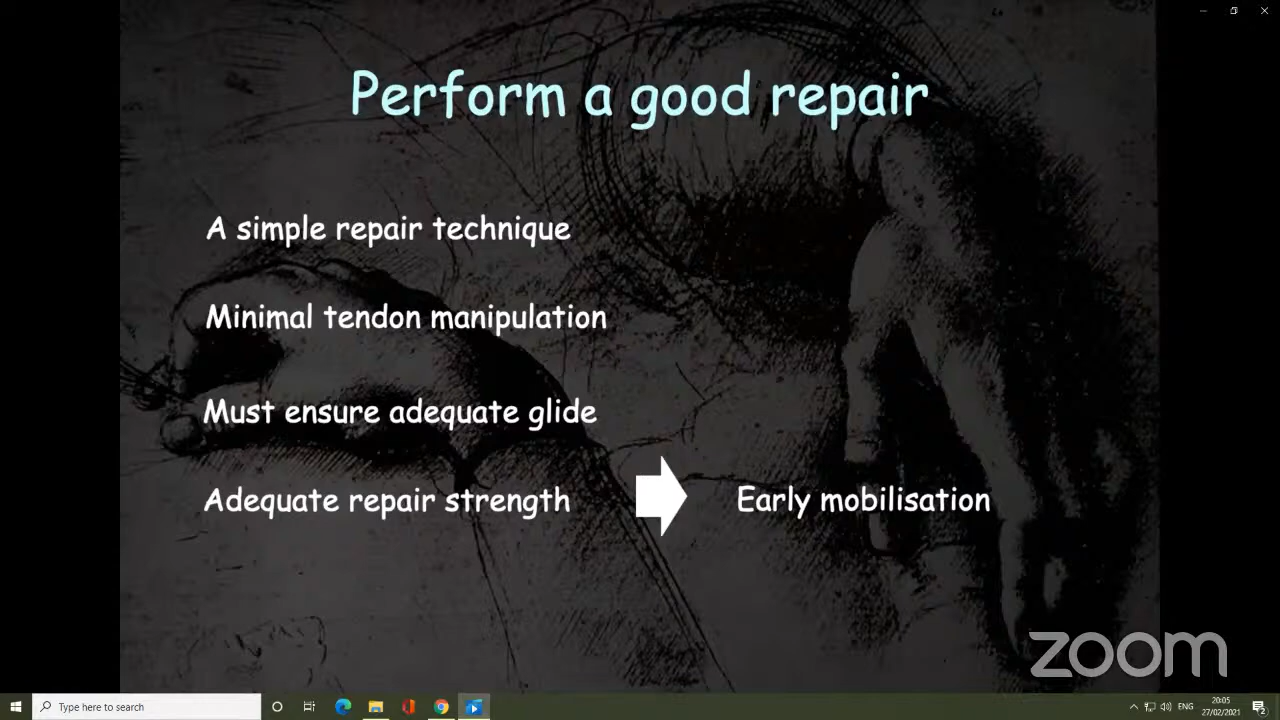 Perform a good repair
A simple repair technique
Minimal tendon manipulation
Must ensure adequate glide
Adequate repair strength
Early mobilisation
zoom
Type here to search
ENG
20:05
27/02/2021
2